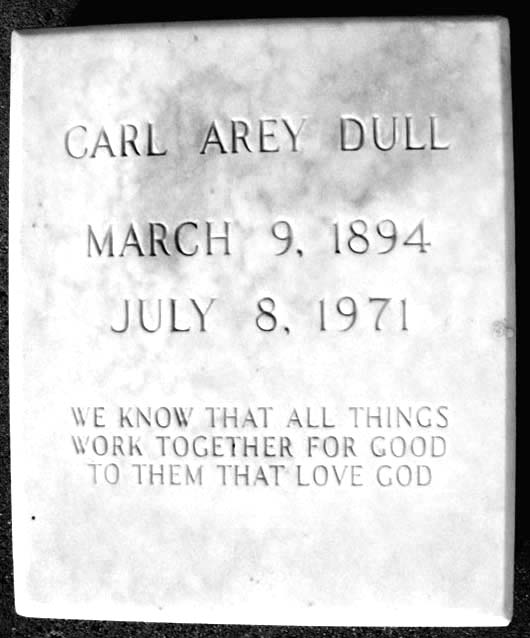 CARL AREY DULL
MARCH 9, 1894
JULY 8, 1971
WE KNOW THAT ALL THINGS
WORK TOGETHER FOR GOOD
TO THEM THAT LOVE GOD